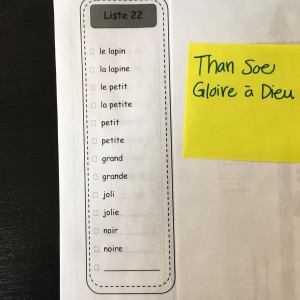 Liste 22
le lapin
la lapine
le petit
la petite
petit
petite
grand
grande
joli
jolie
noir
noire
Than Soe
Gloire à Dieu